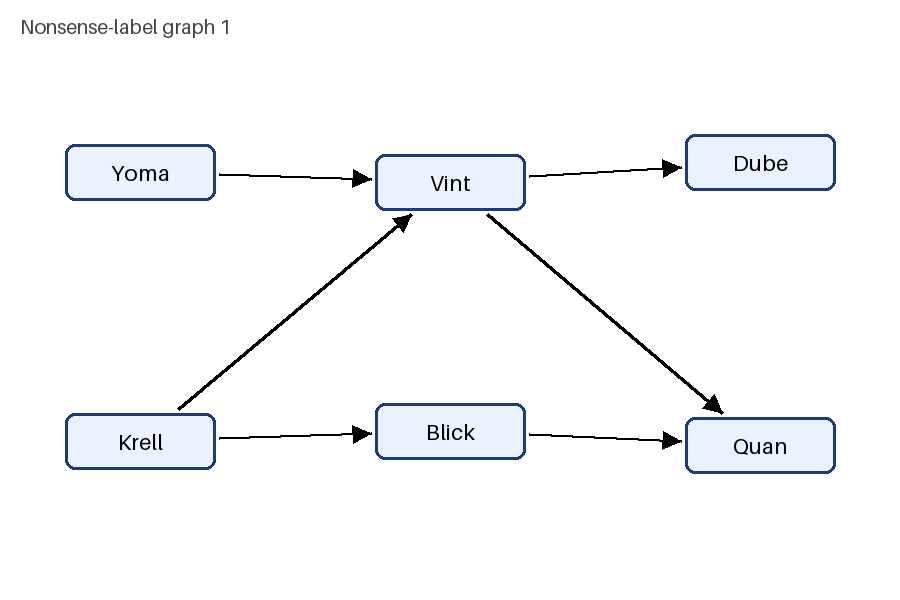 Nonsense-label graph 1
Yoma
Vint
Dube
Krell
Blick
Quan